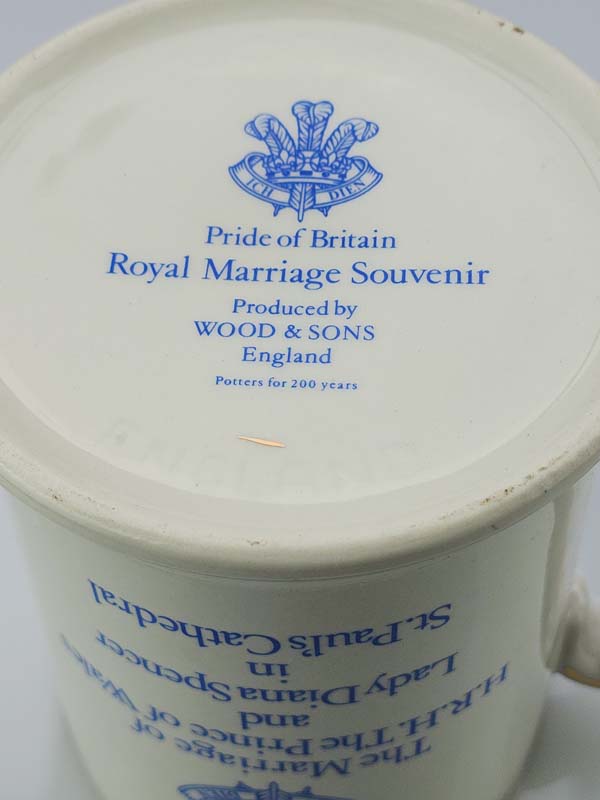 ICH DIEN
Pride of Britain
Royal Marriage Souvenir
Produced by
WOOD & SONS
England
Potters for 200 years
ENGLAND
The Marriage of
H.R.H. The Prince of Wales
and
Lady Diana Spencer
in
St. Paul's Cathedral